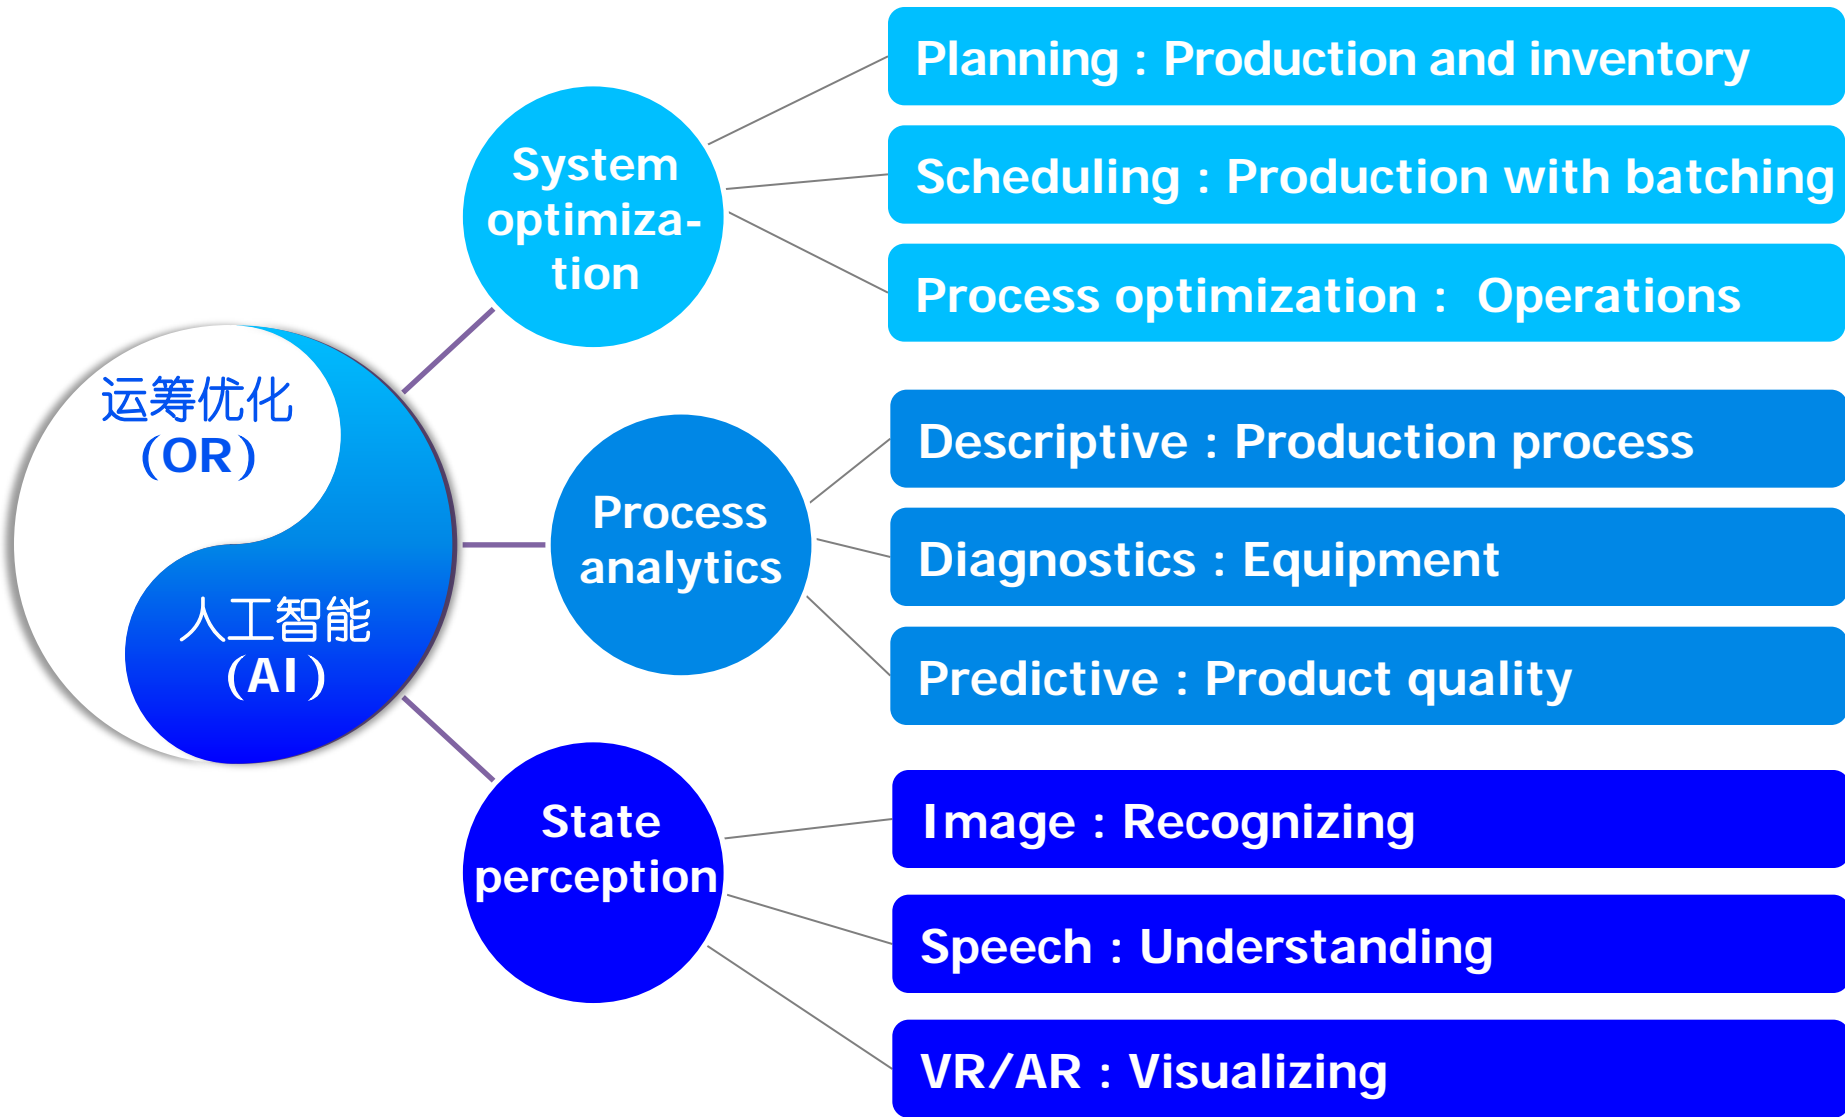 运筹优化
(OR)
人工智能
(AI)
System
optimiza-
tion
Planning : Production and inventory
Scheduling : Production with batching
Process optimization : Operations
Process
analytics
Descriptive : Production process
Diagnostics : Equipment
Predictive : Product quality
State
perception
Image : Recognizing
Speech : Understanding
VR/AR : Visualizing